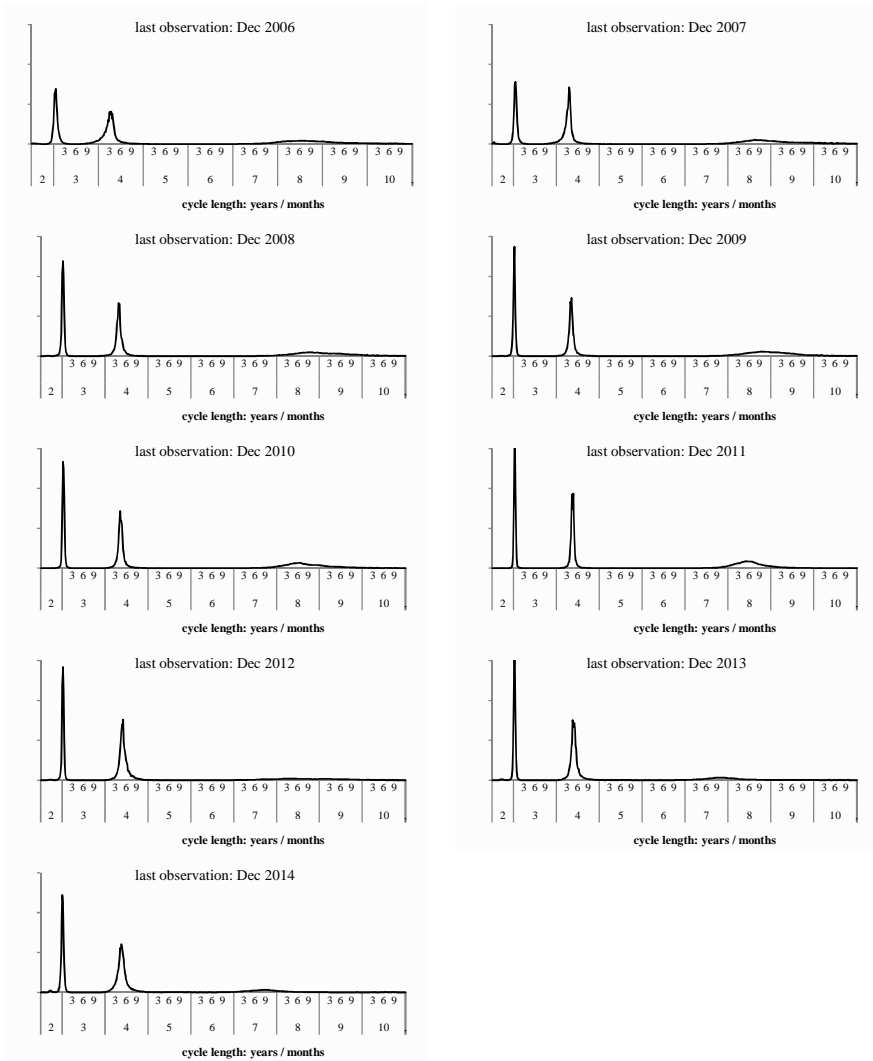 last observation: Dec 2006
3 6 9 3 6 9 3 6 9 3 6 9 3 6 9 3 6 9 3 6 9 3 6 9
2 3 4 5 6 7 8 9 10
cycle length: years / months
last observation: Dec 2007
3 6 9 3 6 9 3 6 9 3 6 9 3 6 9 3 6 9 3 6 9 3 6 9
2 3 4 5 6 7 8 9 10
cycle length: years / months
last observation: Dec 2008
3 6 9 3 6 9 3 6 9 3 6 9 3 6 9 3 6 9 3 6 9 3 6 9
2 3 4 5 6 7 8 9 10
cycle length: years / months
last observation: Dec 2009
3 6 9 3 6 9 3 6 9 3 6 9 3 6 9 3 6 9 3 6 9 3 6 9
2 3 4 5 6 7 8 9 10
cycle length: years / months
last observation: Dec 2010
3 6 9 3 6 9 3 6 9 3 6 9 3 6 9 3 6 9 3 6 9 3 6 9
2 3 4 5 6 7 8 9 10
cycle length: years / months
last observation: Dec 2011
3 6 9 3 6 9 3 6 9 3 6 9 3 6 9 3 6 9 3 6 9 3 6 9
2 3 4 5 6 7 8 9 10
cycle length: years / months
last observation: Dec 2012
3 6 9 3 6 9 3 6 9 3 6 9 3 6 9 3 6 9 3 6 9 3 6 9
2 3 4 5 6 7 8 9 10
cycle length: years / months
last observation: Dec 2013
3 6 9 3 6 9 3 6 9 3 6 9 3 6 9 3 6 9 3 6 9 3 6 9
2 3 4 5 6 7 8 9 10
cycle length: years / months
last observation: Dec 2014
3 6 9 3 6 9 3 6 9 3 6 9 3 6 9 3 6 9 3 6 9 3 6 9
2 3 4 5 6 7 8 9 10
cycle length: years / months